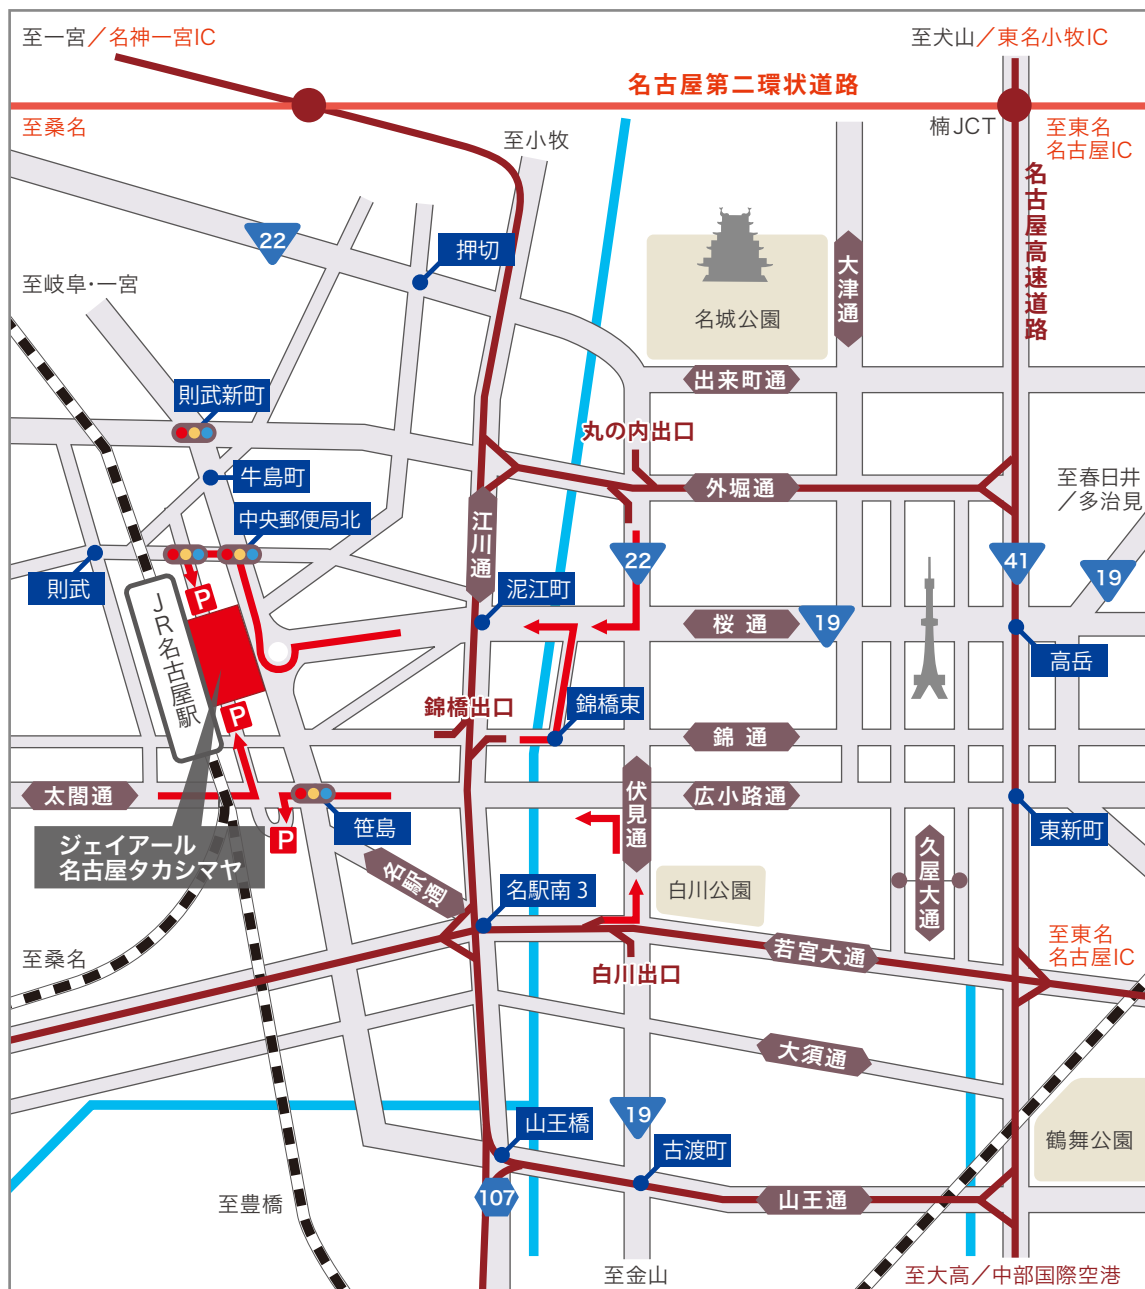 至一宮／名神一宮IC
至犬山／東名小牧IC
名古屋第二環状道路
至桑名
至小牧
楠JCT
至東名
名古屋IC
名古屋高速道路
22
押切
大津通
至岐阜・一宮
名城公園
出来町通
則武新町
丸の内出口
牛島町
外堀通
至春日井
／多治見
中央郵便局北
江川通
22
41
19
則武
泥江町
P
JR名古屋駅
桜通
19
高岳
錦橋出口
錦橋東
P
錦通
太閤通
伏見通
広小路通
笹島
東新町
P
ジェイアール
名古屋タカシマヤ
久屋大通
名駅通
名駅南3
白川公園
至桑名
若宮大通
至東名
名古屋IC
白川出口
大須通
山王橋
19
古渡町
鶴舞公園
至豊橋
107
山王通
至金山
至大高／中部国際空港